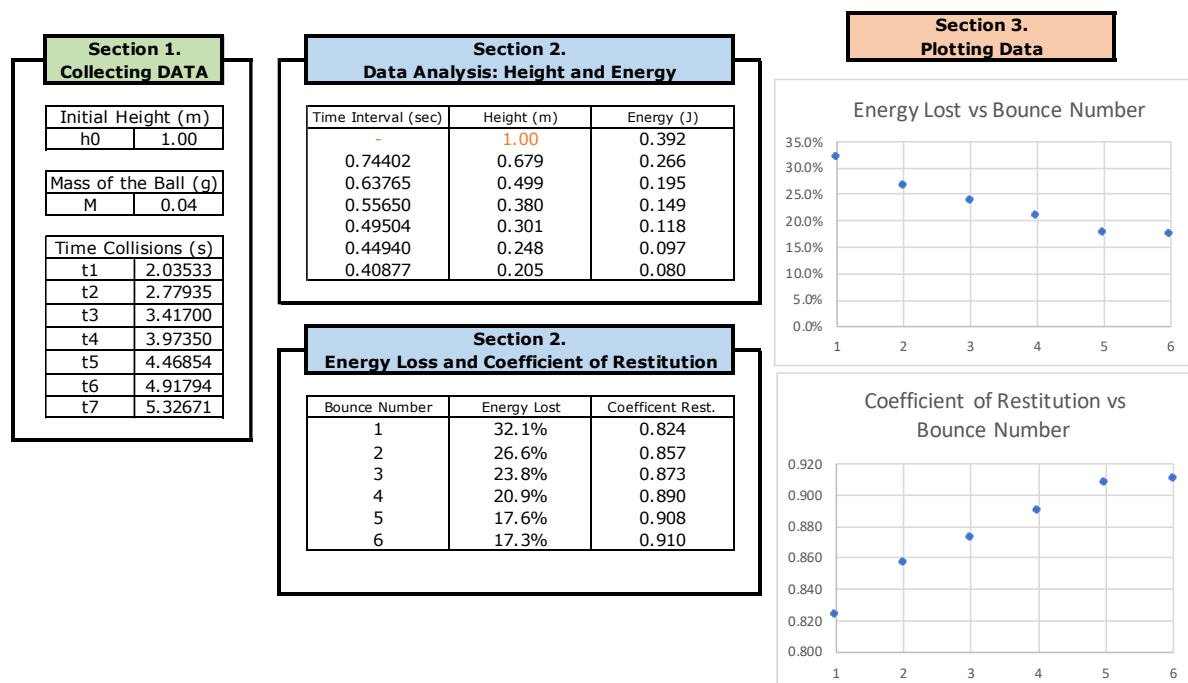 Section 1.
Collecting DATA
Initial Height (m)
h0 1.00
Mass of the Ball (g)
M 0.04
Time Collisions (s)
t1 2.03533
t2 2.77935
t3 3.41700
t4 3.97350
t5 4.46854
t6 4.91794
t7 5.32671
Section 2.
Data Analysis: Height and Energy
Time Interval (sec) Height (m) Energy (J)
- 1.00 0.392
0.74402 0.679 0.266
0.63765 0.499 0.195
0.55650 0.380 0.149
0.49504 0.301 0.118
0.44940 0.248 0.097
0.40877 0.205 0.080
Section 2.
Energy Loss and Coefficient of Restitution
Bounce Number Energy Lost Coefficent Rest.
1 32.1% 0.824
2 26.6% 0.857
3 23.8% 0.873
4 20.9% 0.890
5 17.6% 0.908
6 17.3% 0.910
Section 3.
Plotting Data
Energy Lost vs Bounce Number
35.0%
30.0%
25.0%
20.0%
15.0%
10.0%
5.0%
0.0%
1 2 3 4 5 6
Coefficient of Restitution vs
Bounce Number
0.920
0.900
0.880
0.860
0.840
0.820
0.800
1 2 3 4 5 6